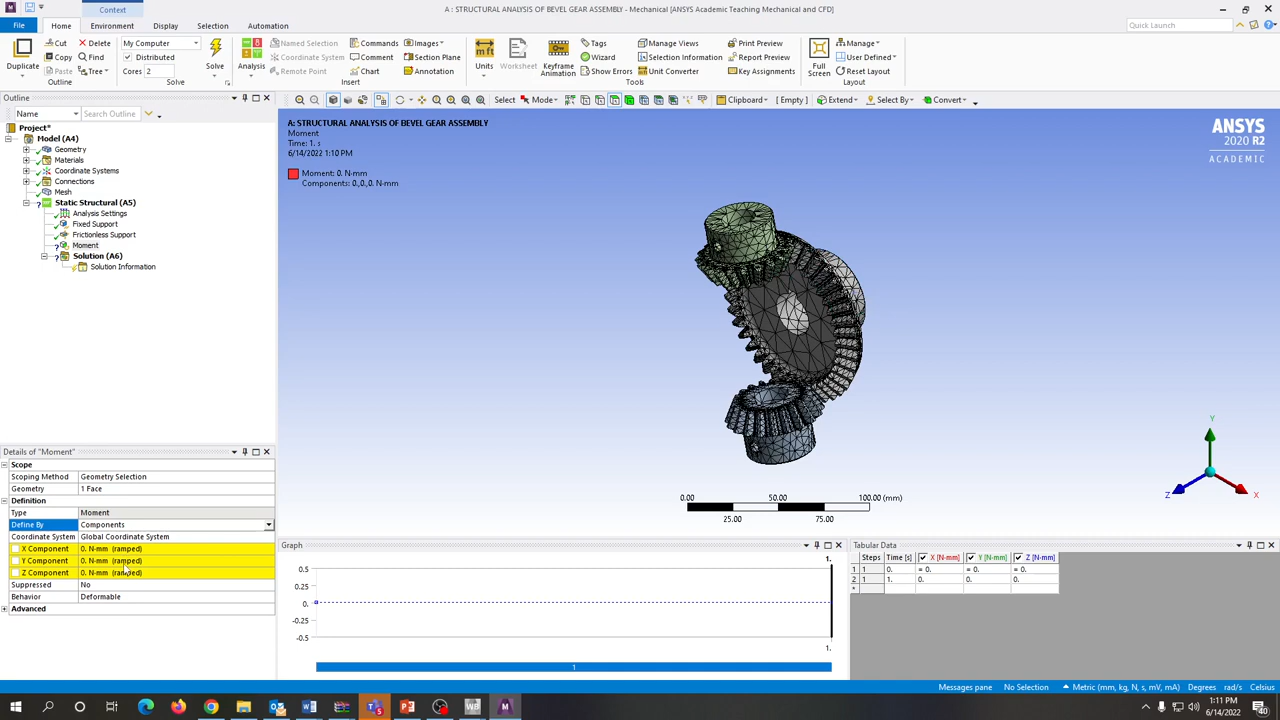 Context
A : STRUCTURAL ANALYSIS OF BEVEL GEAR ASSEMBLY - Mechanical [ANSYS Academic Teaching Mechanical and CFD]
File Home Environment Display Selection Automation Quick Launch
Duplicate Cut Copy Paste Delete Find Tree Outline
My Computer Distributed Cores 2 Solve Solve
Analysis Named Selection Coordinate System Remote Point Commands Comment Chart Images Section Plane Annotation Insert
Units Worksheet Keyframe Animation Tags Wizard Show Errors Manage Views Selection Information Unit Converter Print Preview Report Preview Key Assignments Tools
Full Screen Manage User Defined Reset Layout Layout
Outline
Select Mode Clipboard [ Empty ] Extend Select By Convert
Name Search Outline
Project*
Model (A4)
Geometry
Materials
Coordinate Systems
Connections
Mesh
Static Structural (A5)
Analysis Settings
Fixed Support
Frictionless Support
Moment
Solution (A6)
Solution Information
A: STRUCTURAL ANALYSIS OF BEVEL GEAR ASSEMBLY
Moment
Time: 1. s
6/14/2022 1:10 PM
Moment: 0. N-mm
Components: 0.,0.,0. N-mm
ANSYS
2020 R2
ACADEMIC
Y
Z
X
0.00 50.00 100.00 (mm)
25.00 75.00
Details of "Moment"
Scope
Scoping Method Geometry Selection
Geometry 1 Face
Definition
Type Moment
Define By Components
Coordinate System Global Coordinate System
X Component 0. N-mm (ramped)
Y Component 0. N-mm (ramped)
Z Component 0. N-mm (ramped)
Suppressed No
Behavior Deformable
Advanced
Graph
1.
0.5
0.25
0.
-0.25
-0.5
1.
1
Tabular Data
Steps Time [s] X [N-mm] Y [N-mm] Z [N-mm]
1 1 0. = 0. = 0. = 0.
2 1 1. 0. 0. 0.
*
Messages pane No Selection Metric (mm, kg, N, s, mV, mA) Degrees rad/s Celsius
1:11 PM
6/14/2022
40